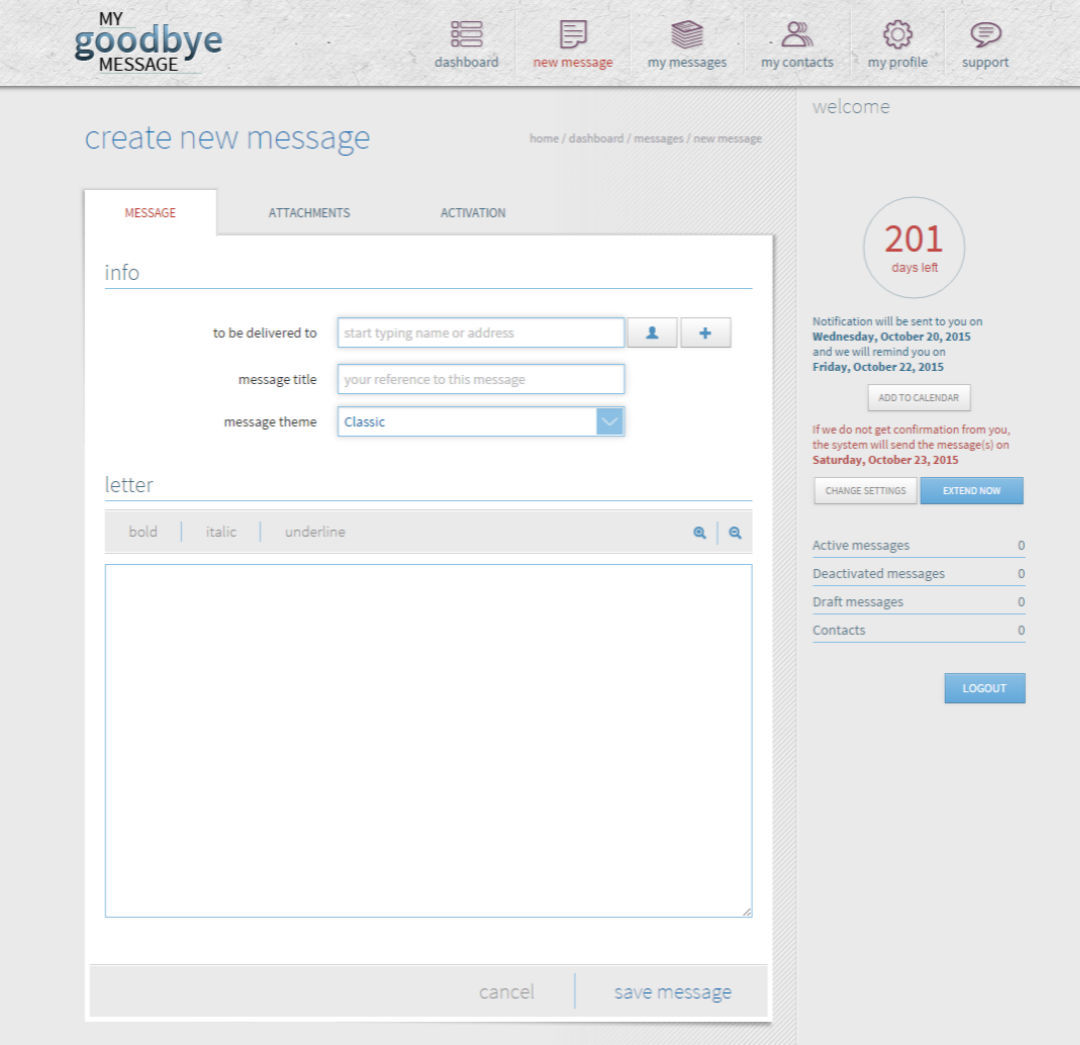 MY
goodbye
MESSAGE
dashboard
new message
my messages
my contacts
my profile
support
create new message
home / dashboard / messages / new message
MESSAGE
ATTACHMENTS
ACTIVATION
info
to be delivered to
start typing name or address
message title
your reference to this message
message theme
Classic
letter
bold
italic
underline
cancel
save message
welcome
201
days left
Notification will be sent to you on
Wednesday, October 20, 2015
and we will remind you on
Friday, October 22, 2015
ADD TO CALENDAR
If we do not get confirmation from you,
the system will send the message(s) on
Saturday, October 23, 2015
CHANGE SETTINGS
EXTEND NOW
Active messages 0
Deactivated messages 0
Draft messages 0
Contacts 0
LOGOUT